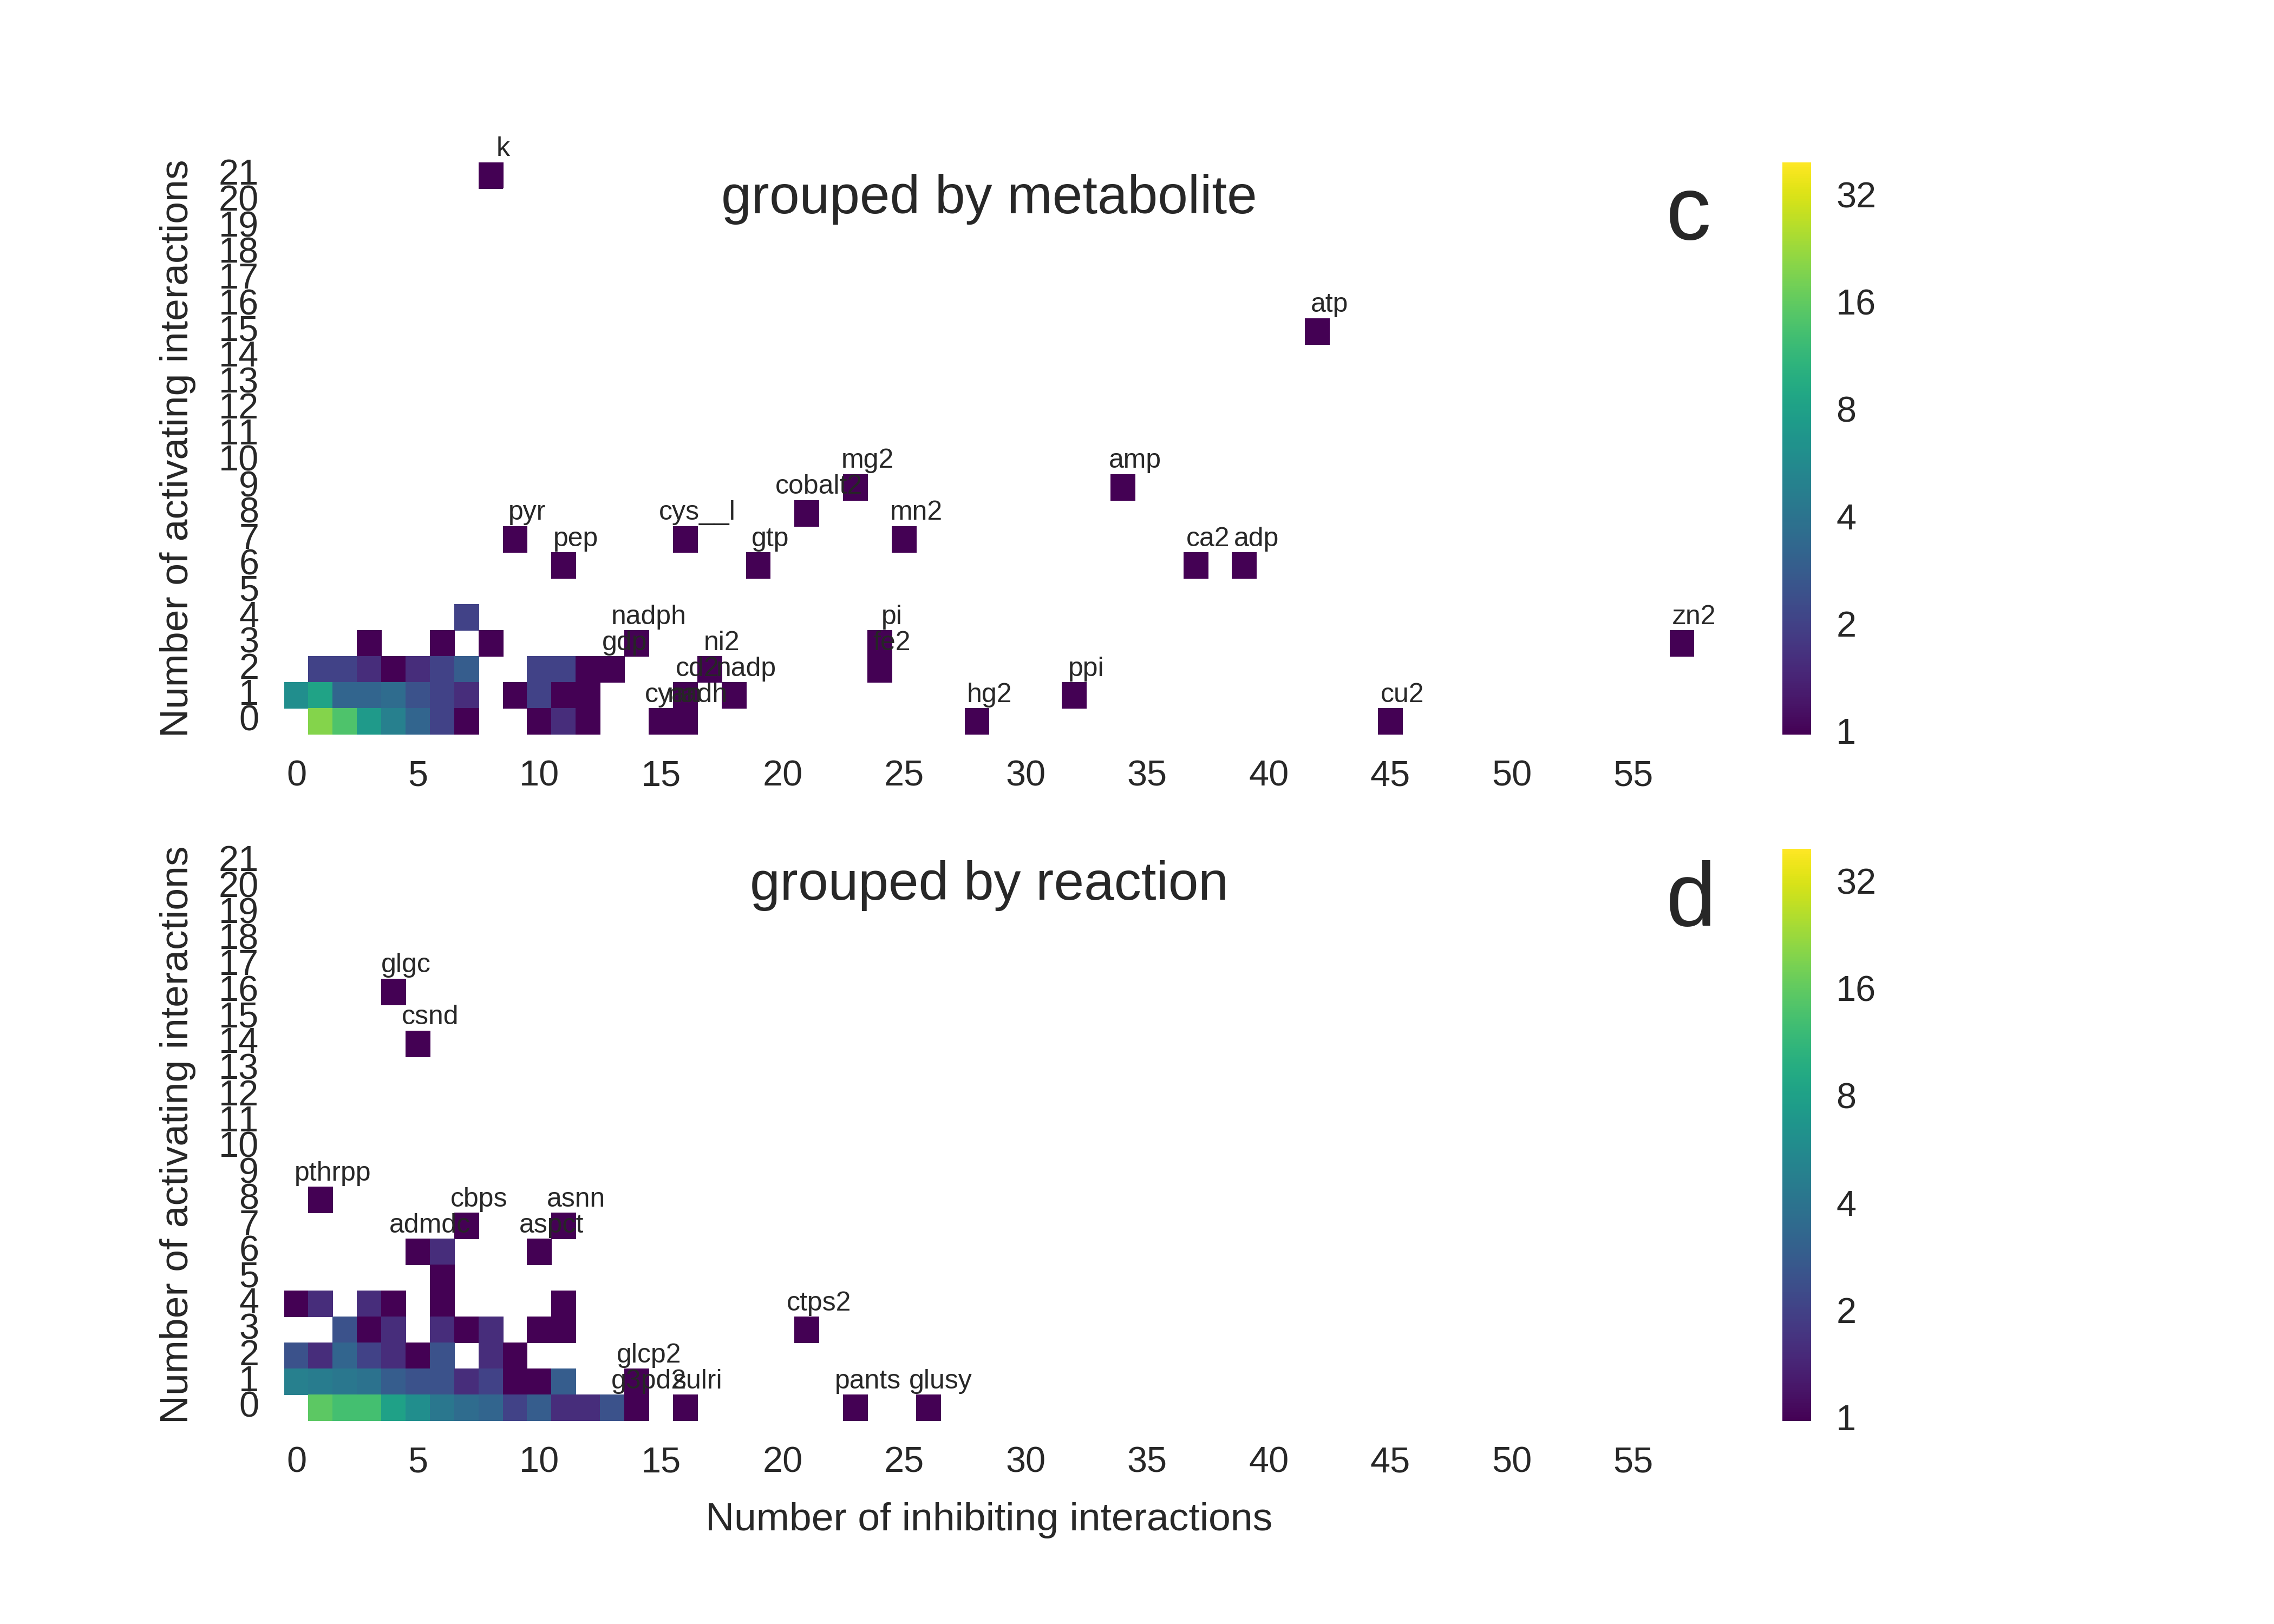 k
grouped by metabolite
c
Number of activating interactions
21
20
19
18
17
16
15
14
13
12
11
10
9
8
7
6
5
4
3
2
1
0
atp
mg2
amp
cobalt2
pyr
cys__l
mn2
pep
gtp
ca2
adp
nadph
pi
zn2
gdp
ni2
fe2
cd2
nadp
ppi
nadh
hg2
cu2
0
5
10
15
20
25
30
35
40
45
50
55
32
16
8
4
2
1
grouped by reaction
d
Number of activating interactions
21
20
19
18
17
16
15
14
13
12
11
10
9
8
7
6
5
4
3
2
1
0
glgc
csnd
pthrpp
cbps
asnn
admdc
aspct
ctps2
glcp2
g3pd2
sulri
pants
glusy
0
5
10
15
20
25
30
35
40
45
50
55
Number of inhibiting interactions
32
16
8
4
2
1